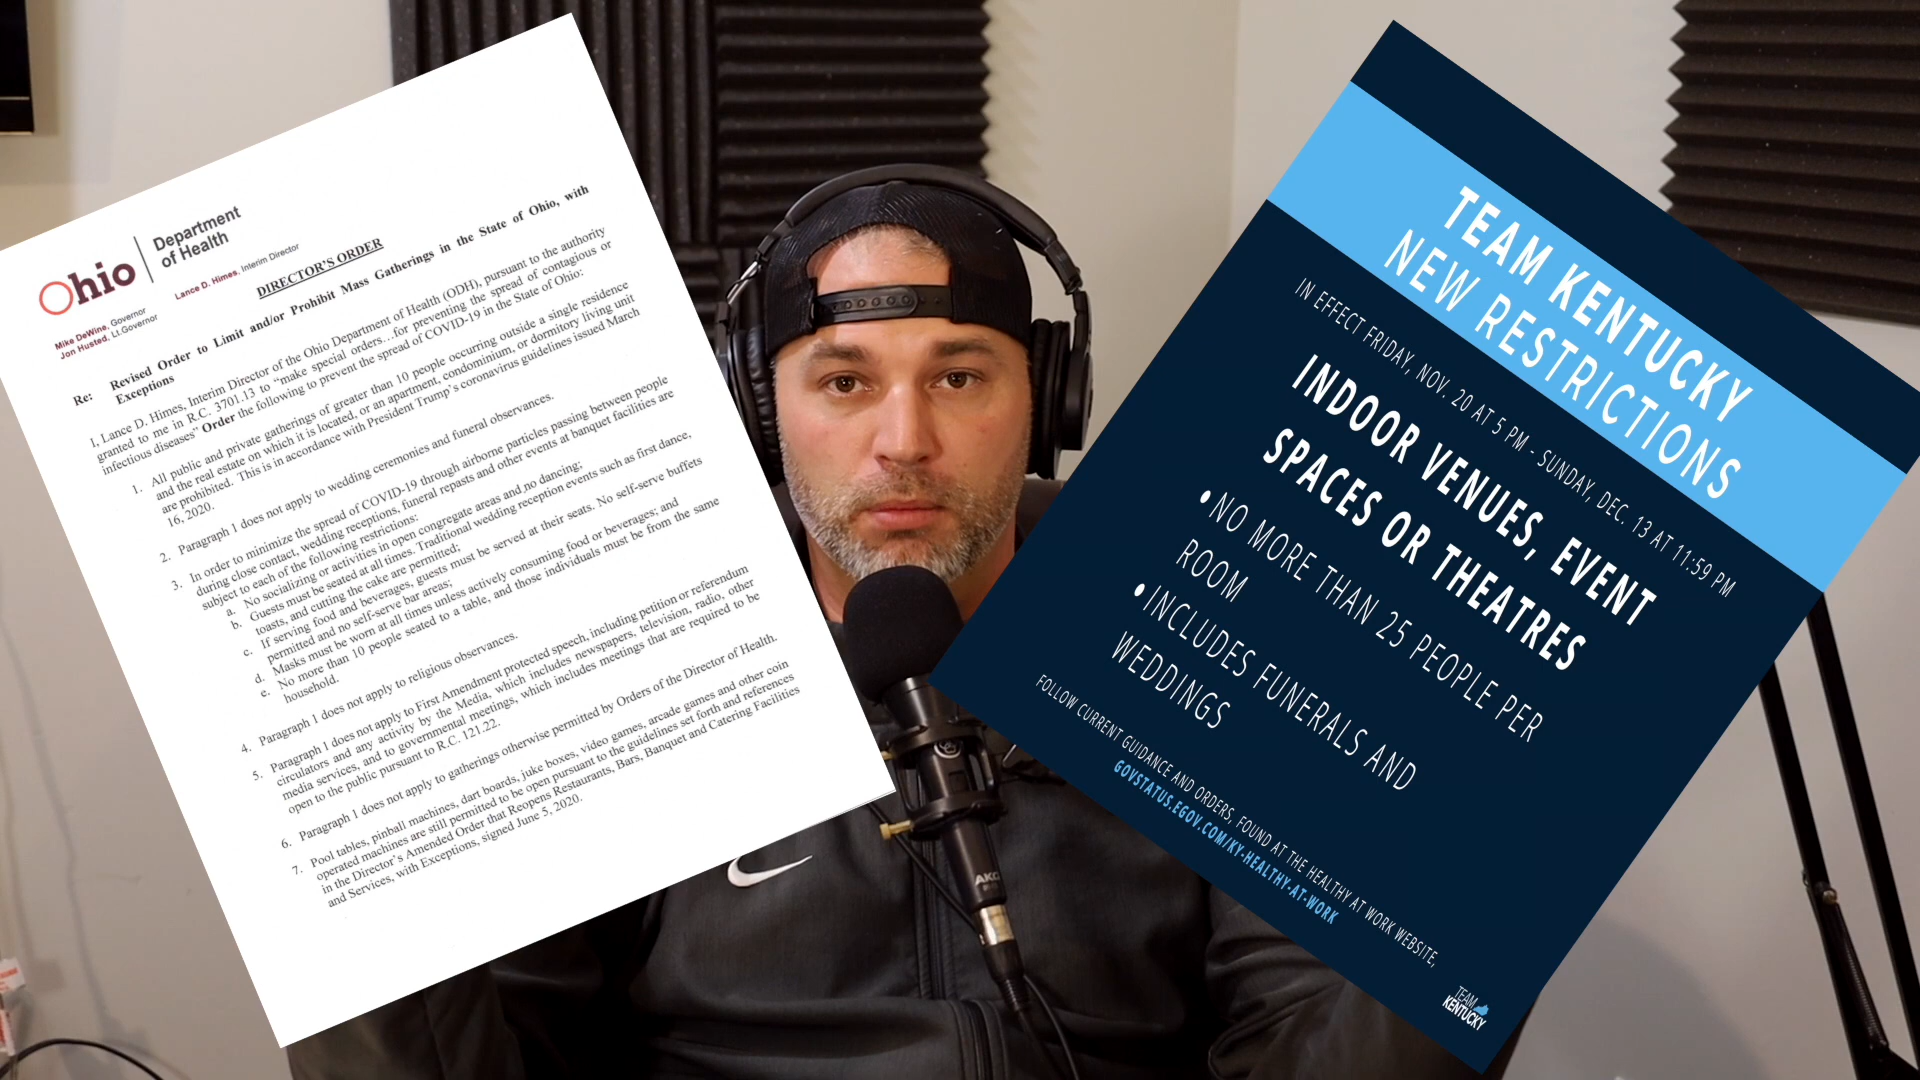 Ohio
Department
of Health
Mike DeWine, Governor
Jon Husted, Lt.Governor
Lance D. Himes, Interim Director
DIRECTOR'S ORDER
Re: Revised Order to Limit and/or Prohibit Mass Gatherings in the State of Ohio, with
Exceptions
I, Lance D. Himes, Interim Director of the Ohio Department of Health (ODH), pursuant to the authority
granted to me in R.C. 3701.13 to "make special orders…for preventing the spread of contagious or
infectious diseases" Order the following to prevent the spread of COVID-19 in the State of Ohio:
1. All public and private gatherings of greater than 10 people occurring outside a single residence
and the real estate on which it is located, or an apartment, condominium, or dormitory living unit
are prohibited. This is in accordance with President Trump's coronavirus guidelines issued March
16, 2020.
2. Paragraph 1 does not apply to wedding ceremonies and funeral observances.
3. In order to minimize the spread of COVID-19 through airborne particles passing between people
during close contact, wedding receptions, funeral repasts and other events at banquet facilities are
subject to each of the following restrictions:
a. No socializing or activities in open congregate areas and no dancing;
b. Guests must be seated at all times. Traditional wedding reception events such as first dance,
toasts, and cutting the cake are permitted;
c. If serving food and beverages, guests must be served at their seats. No self-serve buffets
permitted and no self-serve bar areas;
d. Masks must be worn at all times unless actively consuming food or beverages; and
e. No more than 10 people seated to a table, and those individuals must be from the same
household.
4. Paragraph 1 does not apply to religious observances.
5. Paragraph 1 does not apply to First Amendment protected speech, including petition or referendum
circulators and any activity by the Media, which includes newspapers, television, radio, other
media services, and to governmental meetings, which includes meetings that are required to be
open to the public pursuant to R.C. 121.22.
6. Paragraph 1 does not apply to gatherings otherwise permitted by Orders of the Director of Health.
7. Pool tables, pinball machines, dart boards, juke boxes, video games, arcade games and other coin
operated machines are still permitted to be open pursuant to the guidelines set forth and references
in the Director's Amended Order that Reopens Restaurants, Bars, Banquet and Catering Facilities
and Services, with Exceptions, signed June 5, 2020.
AKG
TEAM KENTUCKY
NEW RESTRICTIONS
IN EFFECT FRIDAY, NOV. 20 AT 5 PM - SUNDAY, DEC. 13 AT 11:59 PM
INDOOR VENUES, EVENT
SPACES OR THEATRES
• NO MORE THAN 25 PEOPLE PER
ROOM
• INCLUDES FUNERALS AND
WEDDINGS
FOLLOW CURRENT GUIDANCE AND ORDERS, FOUND AT THE HEALTHY AT WORK WEBSITE,
GOVSTATUS.EGOV.COM/KY-HEALTHY-AT-WORK
TEAM
KENTUCKY